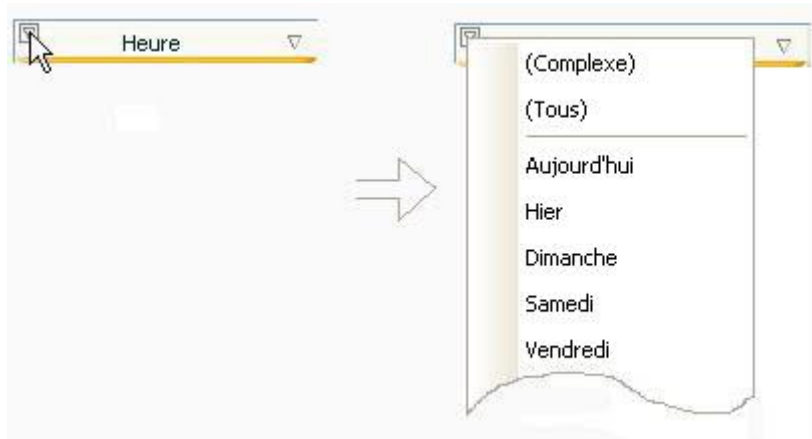 Heure
(Complexe)
(Tous)
Aujourd'hui
Hier
Dimanche
Samedi
Vendredi